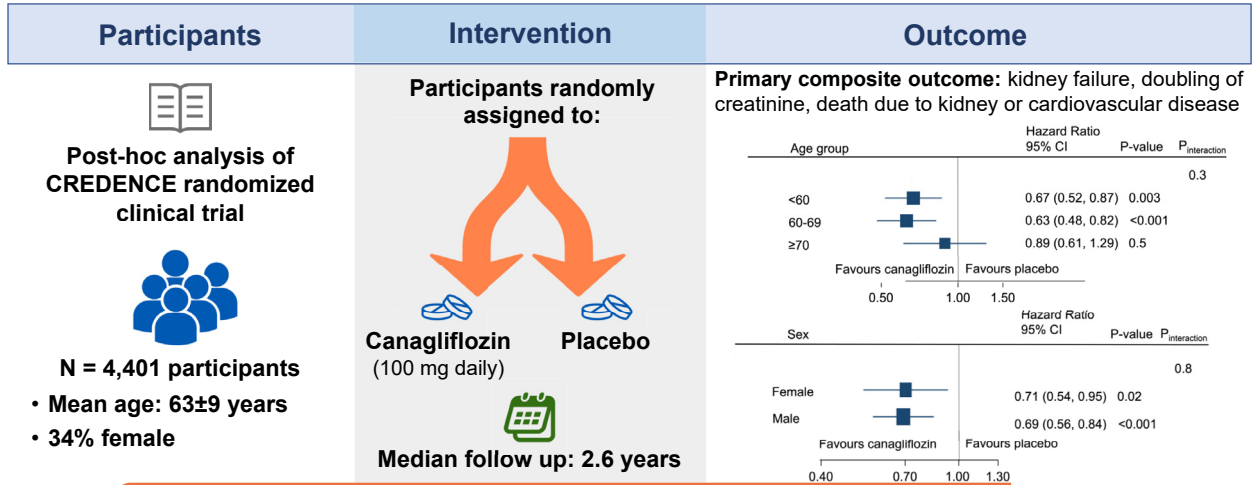 Participants
Intervention
Outcome
Post-hoc analysis of
CREDENCE randomized
clinical trial
N = 4,401 participants
• Mean age: 63±9 years
• 34% female
Participants randomly
assigned to:
Canagliflozin
(100 mg daily)
Placebo
Median follow up: 2.6 years
Primary composite outcome: kidney failure, doubling of
creatinine, death due to kidney or cardiovascular disease
Hazard Ratio
Age group 95% CI P-value Pinteraction
0.3
<60 0.67 (0.52, 0.87) 0.003
60-69 0.63 (0.48, 0.82) <0.001
≥70 0.89 (0.61, 1.29) 0.5
Favours canagliflozin Favours placebo
0.50 1.00 1.50
Hazard Ratio
Sex 95% CI P-value Pinteraction
0.8
Female 0.71 (0.54, 0.95) 0.02
Male 0.69 (0.56, 0.84) <0.001
Favours canagliflozin Favours placebo
0.40 0.70 1.00 1.30